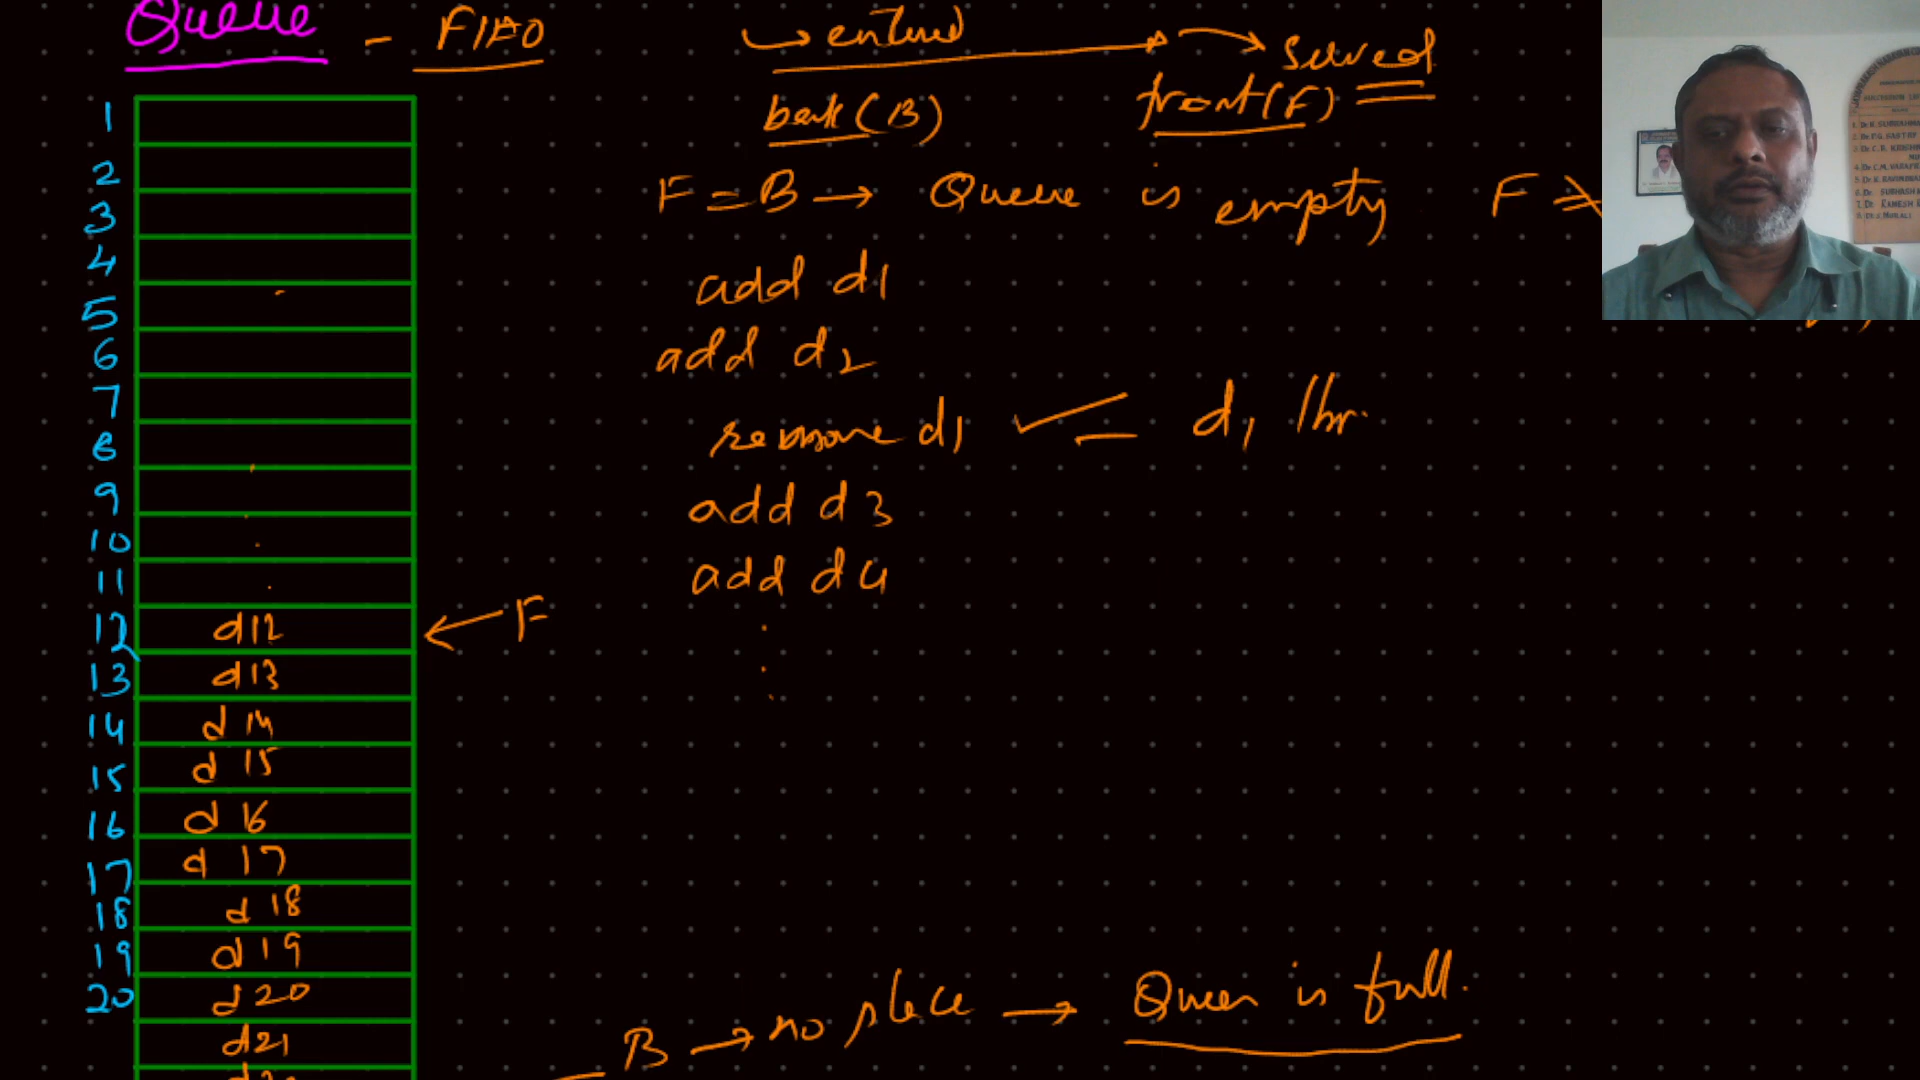 Queue - FIFO
entered
served
back (B)
front (F)
F = B → Queue is empty F
add d1
add d2
remove d1 ✓ d1 1hr.
add d3
add d4
1
2
3
4
5
6
7
8
9
10
11
12 d12 ← F
13 d13
14 d14
15 d15
16 d16
17 d17
18 d18
19 d19
20 d20
d21
B → no place → Queue is full.